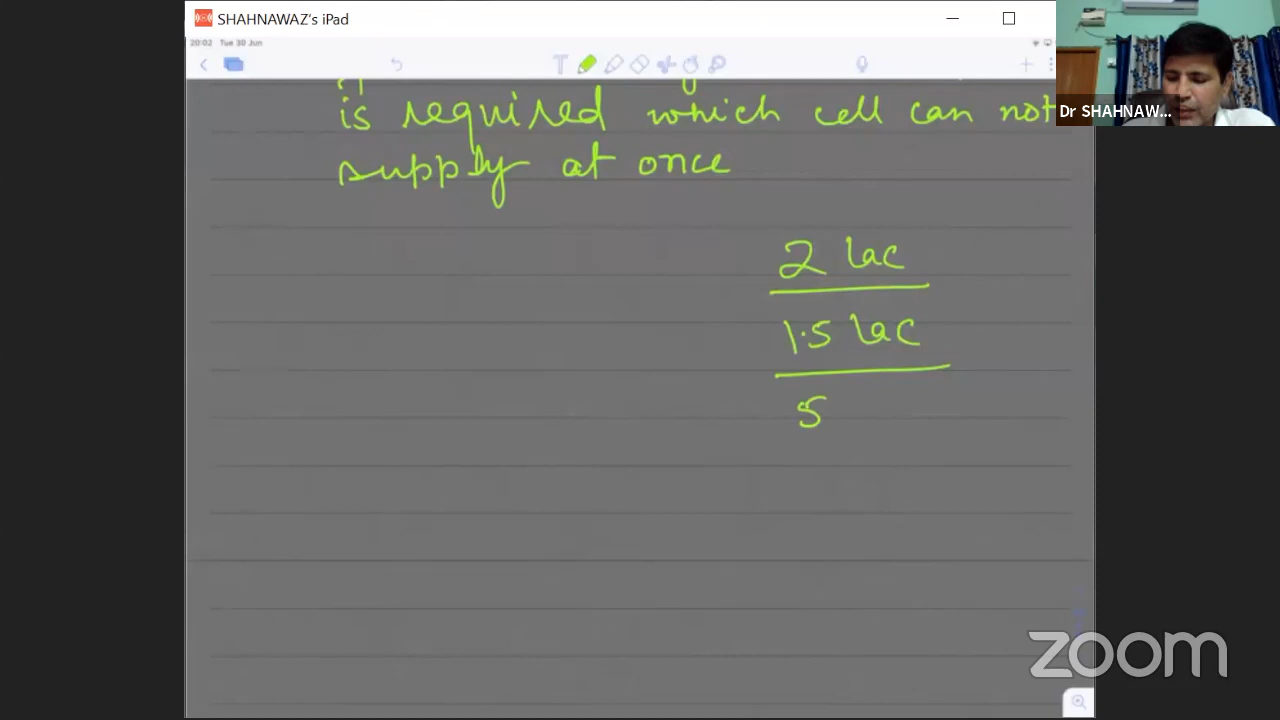 SHAHNAWAZ's iPad
20:02 Tue 30 Jun
is required which cell can not
Dr SHAHNAW...
supply at once
2 lac
1.5 lac
5
zoom